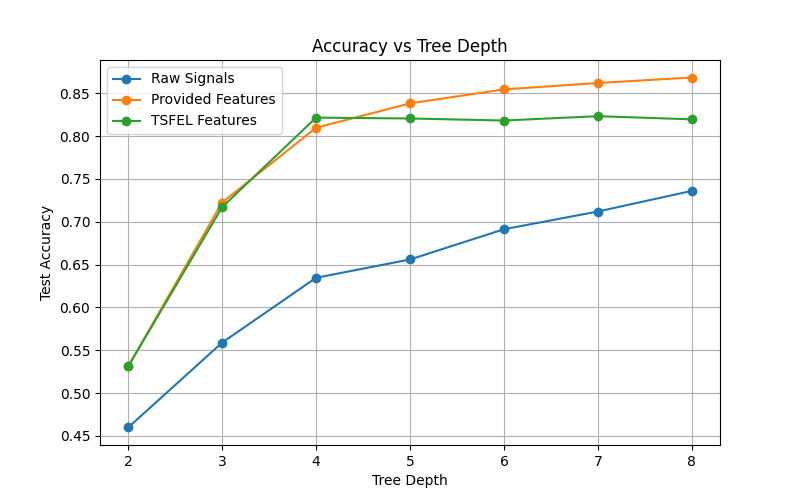 Accuracy vs Tree Depth
Raw Signals
Provided Features
TSFEL Features
Test Accuracy
0.85
0.80
0.75
0.70
0.65
0.60
0.55
0.50
0.45
2 3 4 5 6 7 8
Tree Depth